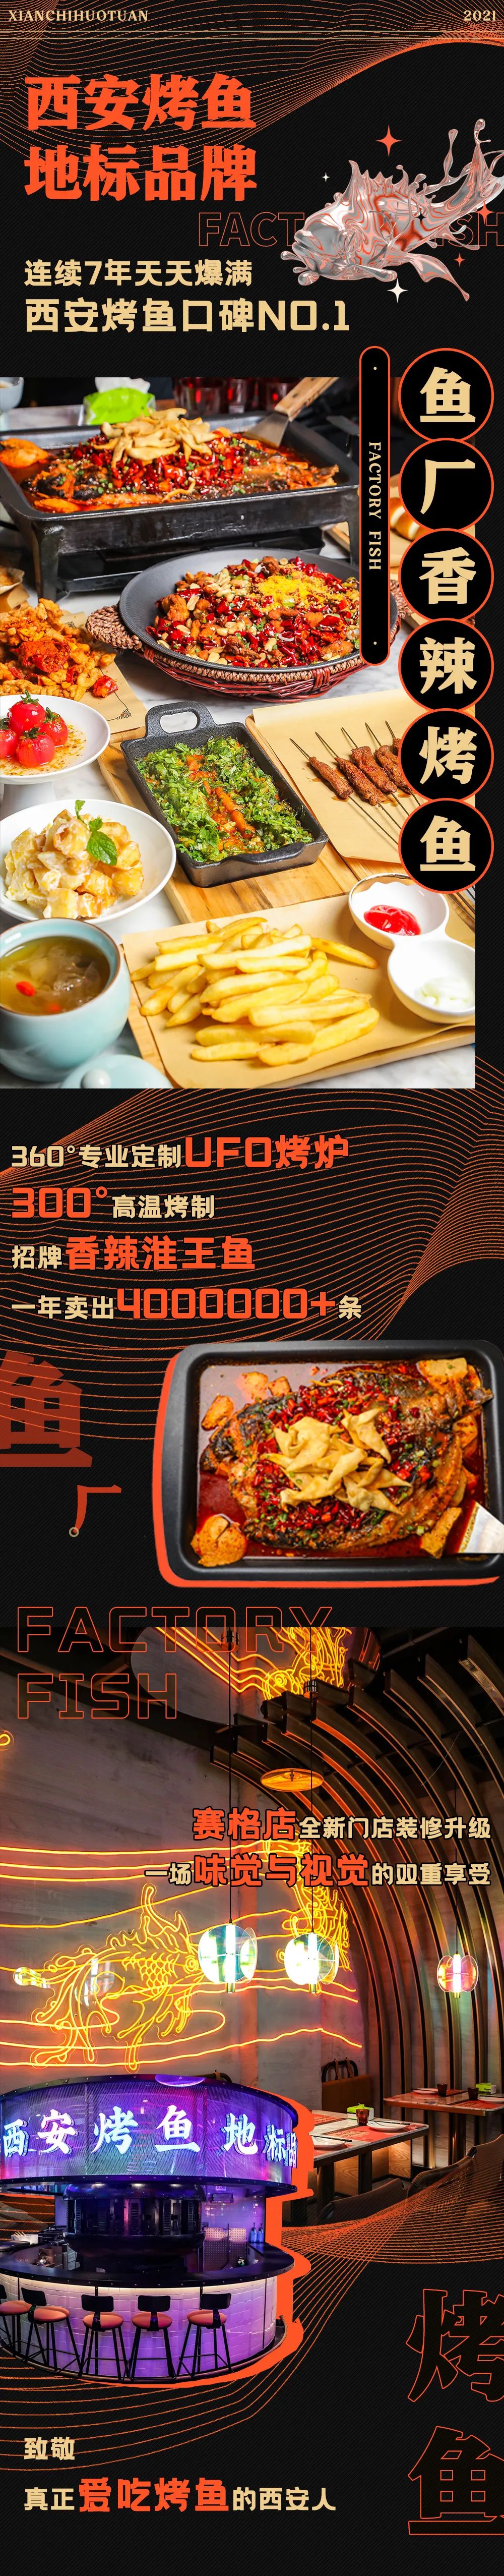 XIANCHIHUOTUAN
2021
西安烤鱼
地标品牌
FACTORY FISH
连续7年天天爆满
西安烤鱼口碑NO.1
鱼厂香辣烤鱼
FACTORY FISH
360°专业定制UFO烤炉
300°高温烤制
招牌香辣淮王鱼
一年卖出4000000+条
鱼
厂
FACTORY
FISH
赛格店全新门店装修升级
一场味觉与视觉的双重享受
西安烤鱼地标品
致敬
真正爱吃烤鱼的西安人
烤
鱼